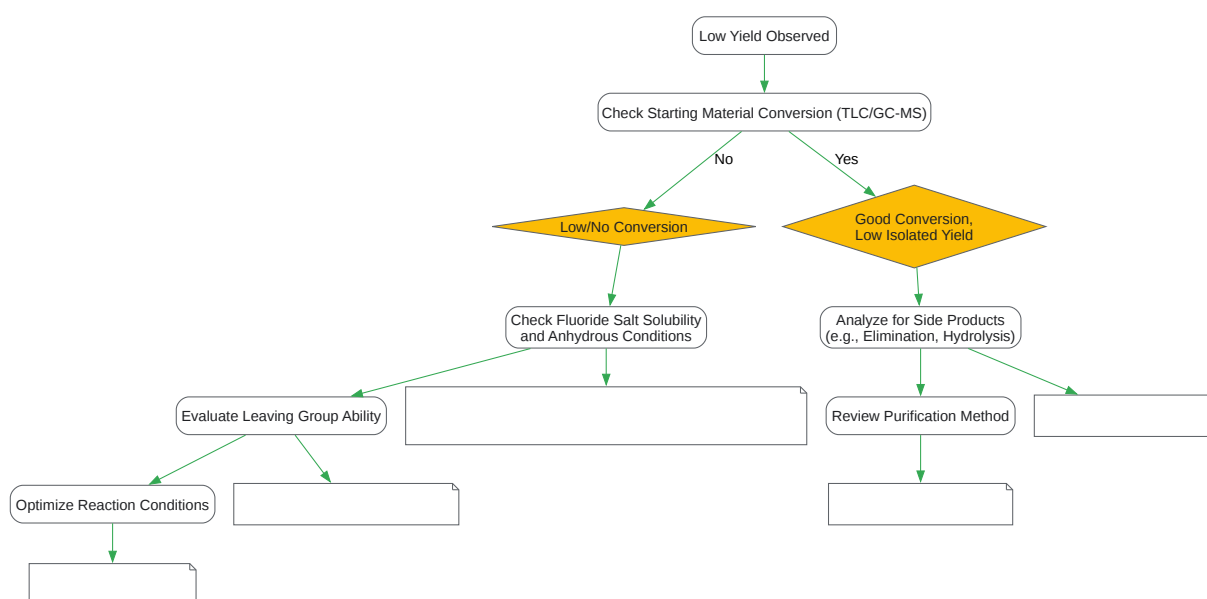 Low Yield Observed
Check Starting Material Conversion (TLC/GC-MS)
No
Yes
Low/No Conversion
Good Conversion,
Low Isolated Yield
Check Fluoride Salt Solubility
and Anhydrous Conditions
Analyze for Side Products
(e.g., Elimination, Hydrolysis)
Evaluate Leaving Group Ability
Review Purification Method
Optimize Reaction Conditions